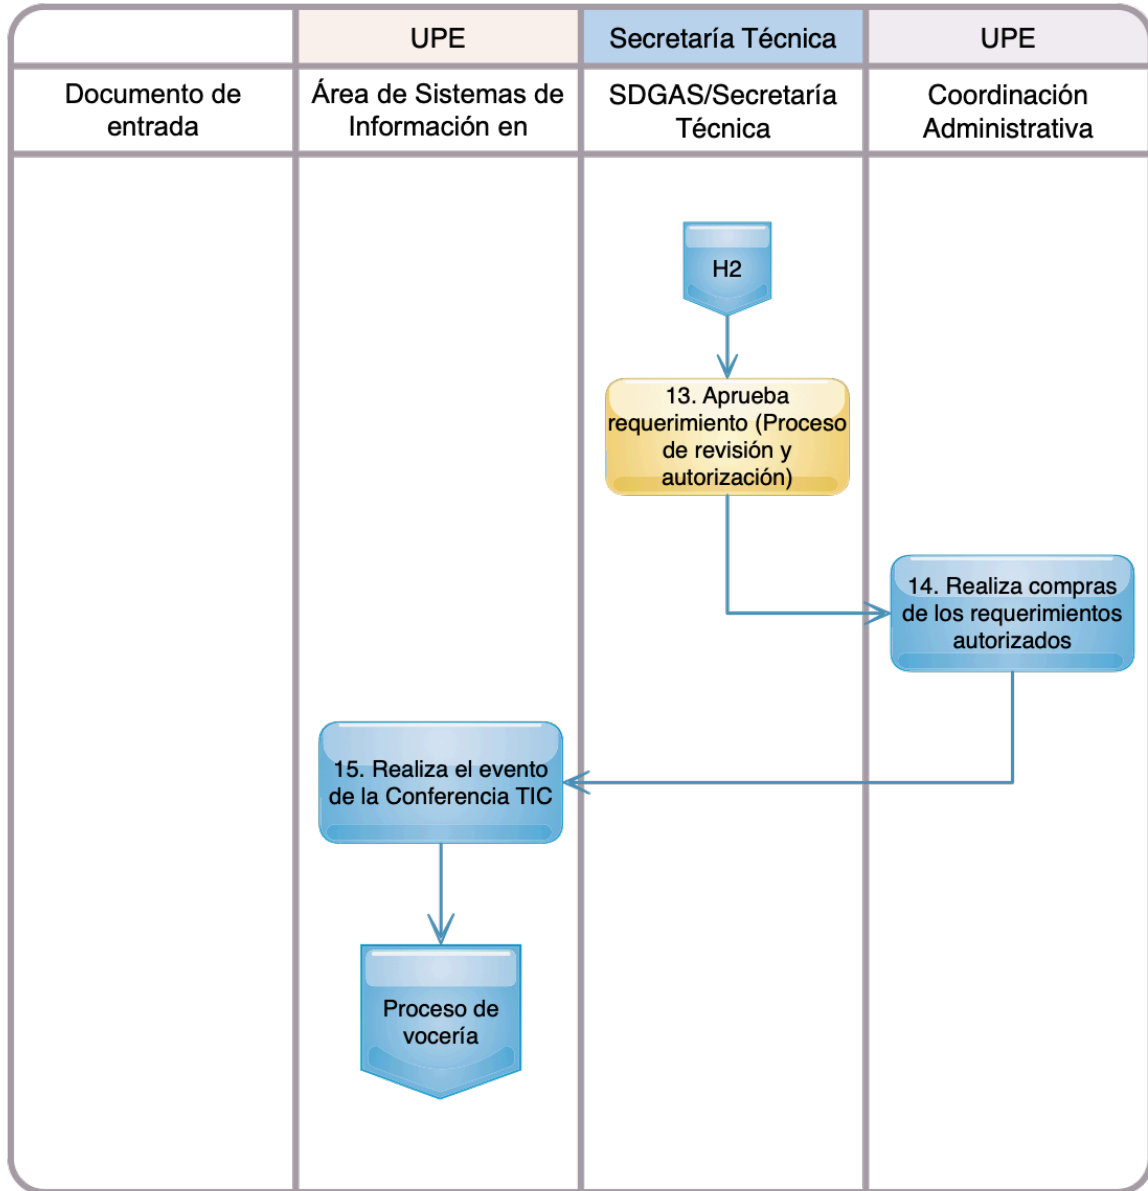 UPE
Secretaría Técnica
UPE
Documento de
entrada
Área de Sistemas de
Información en
SDGAS/Secretaría
Técnica
Coordinación
Administrativa
H2
13. Aprueba
requerimiento (Proceso
de revisión y
autorización)
14. Realiza compras
de los requerimientos
autorizados
15. Realiza el evento
de la Conferencia TIC
Proceso de
vocería